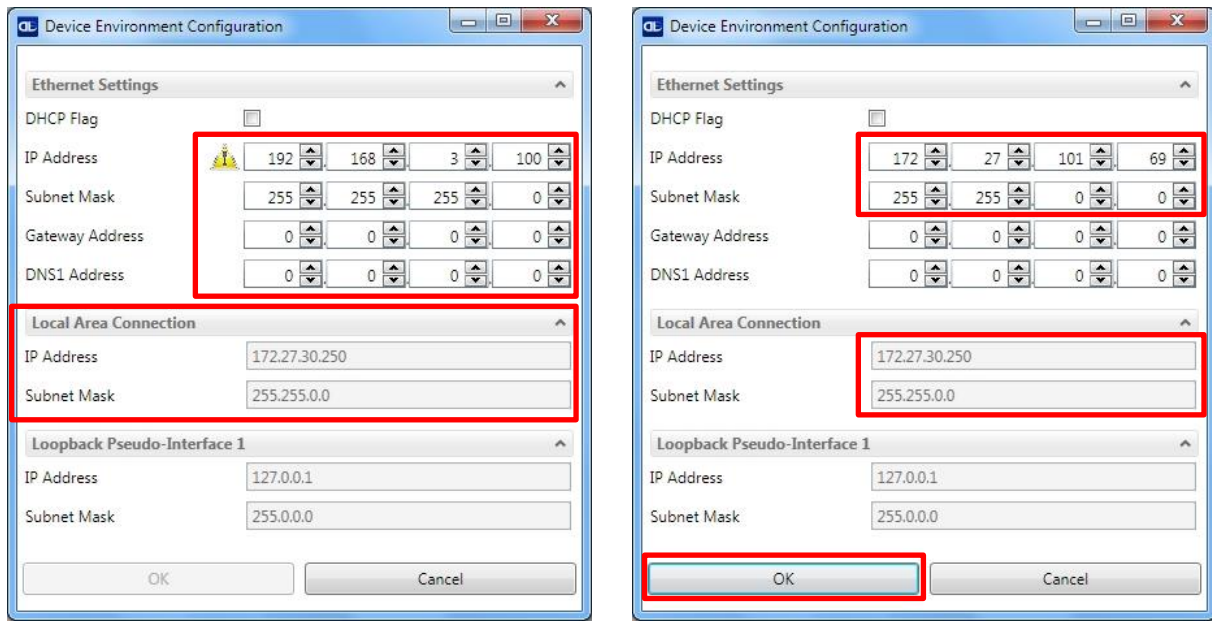 Device Environment Configuration
Ethernet Settings
DHCP Flag
IP Address 192 . 168 . 3 . 100
Subnet Mask 255 . 255 . 255 . 0
Gateway Address 0 . 0 . 0 . 0
DNS1 Address 0 . 0 . 0 . 0
Local Area Connection
IP Address 172.27.30.250
Subnet Mask 255.255.0.0
Loopback Pseudo-Interface 1
IP Address 127.0.0.1
Subnet Mask 255.0.0.0
OK Cancel
Device Environment Configuration
Ethernet Settings
DHCP Flag
IP Address 172 . 27 . 101 . 69
Subnet Mask 255 . 255 . 0 . 0
Gateway Address 0 . 0 . 0 . 0
DNS1 Address 0 . 0 . 0 . 0
Local Area Connection
IP Address 172.27.30.250
Subnet Mask 255.255.0.0
Loopback Pseudo-Interface 1
IP Address 127.0.0.1
Subnet Mask 255.0.0.0
OK Cancel